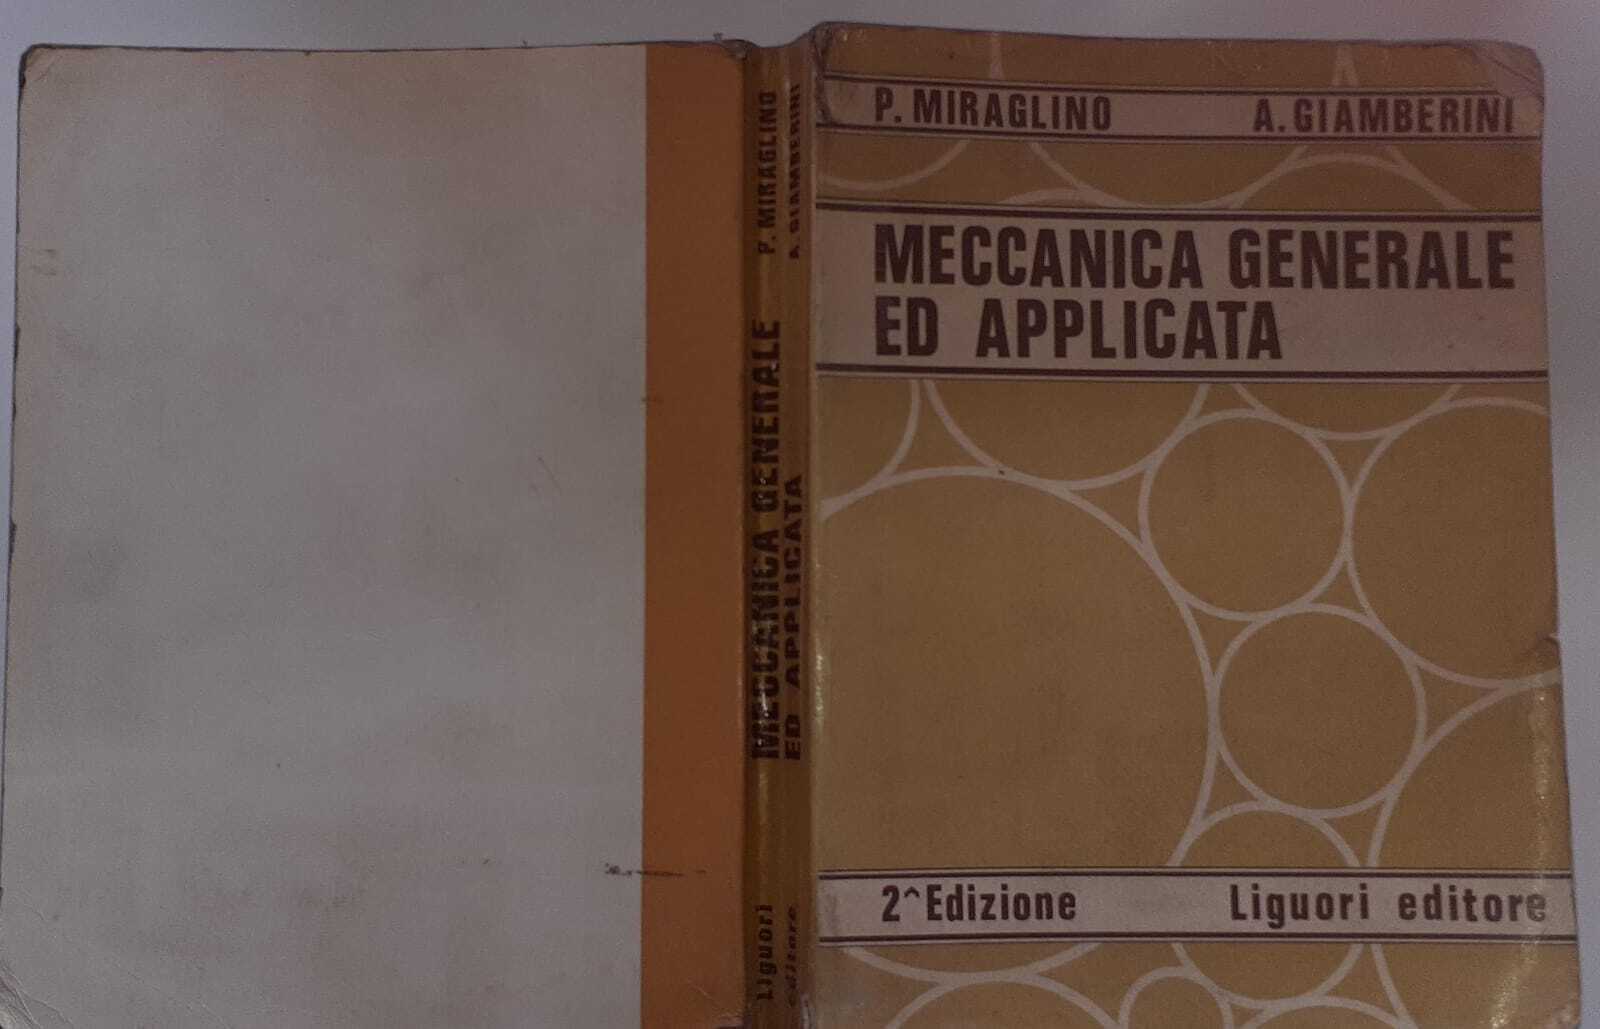 P. MIRAGLINO
A. GIAMBERINI
MECCANICA GENERALE
ED APPLICATA
Liguori
editore
P. MIRAGLINO A. GIAMBERINI
MECCANICA GENERALE
ED APPLICATA
2^ Edizione Liguori editore